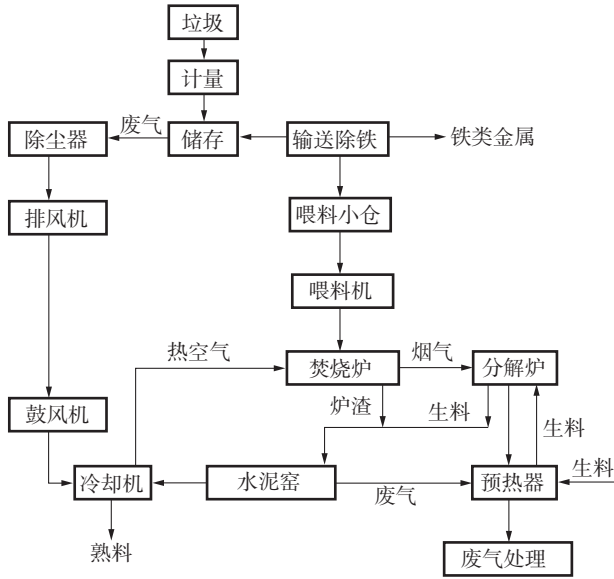 垃圾
计量
废气
除尘器
储存
输送除铁
铁类金属
排风机
喂料小仓
喂料机
热空气
焚烧炉
烟气
分解炉
炉渣
生料
鼓风机
生料
冷却机
水泥窑
废气
预热器
生料
熟料
废气处理